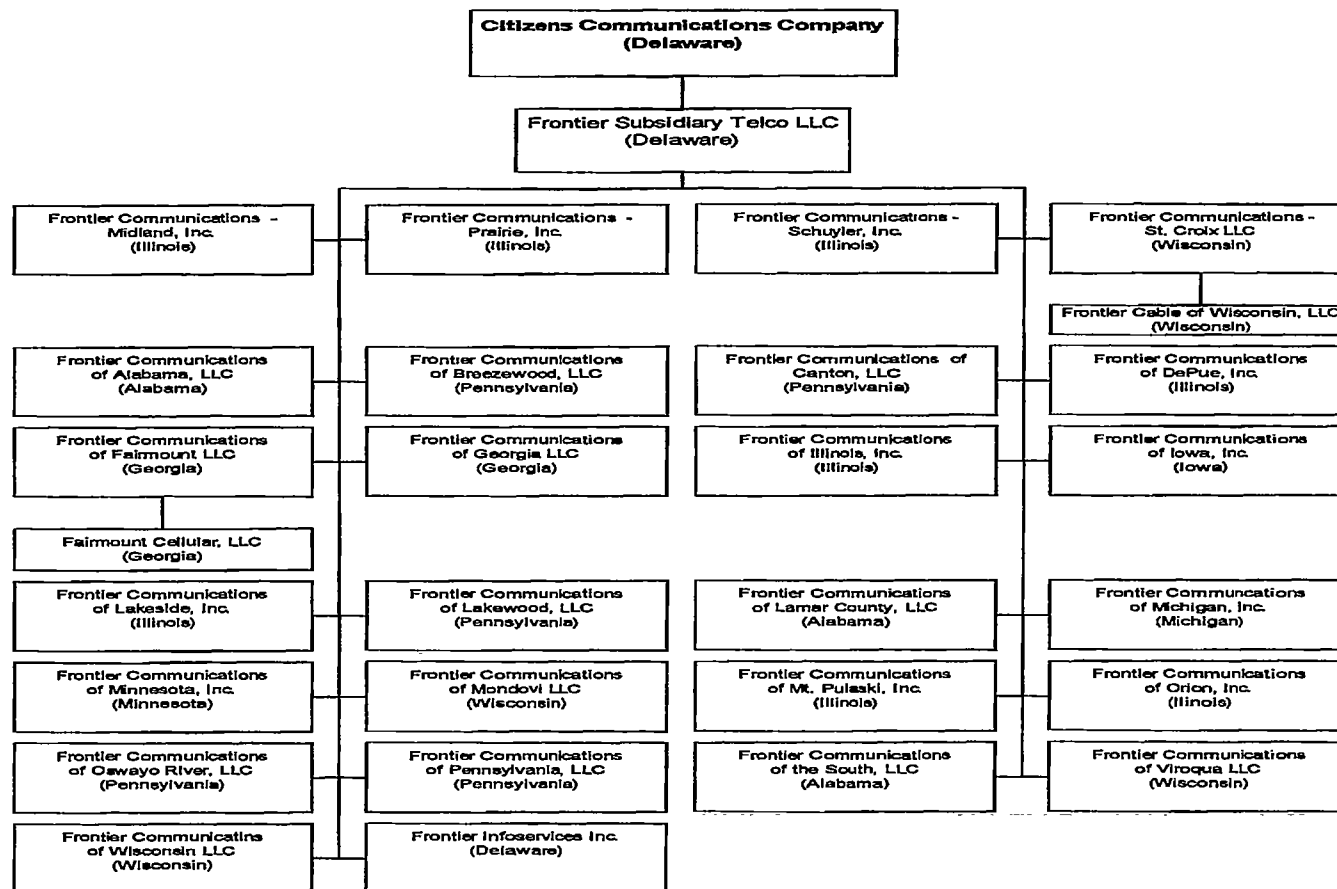 Citizens Communications Company
(Delaware)
Frontier Subsidiary Telco LLC
(Delaware)
Frontier Communications -
Midland, Inc.
(Illinois)
Frontier Communications -
Prairie, Inc.
(Illinois)
Frontier Communications -
Schuyler, Inc.
(Illinois)
Frontier Communications -
St. Croix LLC
(Wisconsin)
Frontier Cable of Wisconsin, LLC
(Wisconsin)
Frontier Communications
of Alabama, LLC
(Alabama)
Frontier Communications
of Breezewood, LLC
(Pennsylvania)
Frontier Communications of
Canton, LLC
(Pennsylvania)
Frontier Communications
of DePue, Inc.
(Illinois)
Frontier Communications
of Fairmount LLC
(Georgia)
Frontier Communications
of Georgia LLC
(Georgia)
Frontier Communications
of Illinois, Inc.
(Illinois)
Frontier Communications
of Iowa, Inc.
(Iowa)
Fairmount Cellular, LLC
(Georgia)
Frontier Communications
of Lakeside, Inc.
(Illinois)
Frontier Communications
of Lakewood, LLC
(Pennsylvania)
Frontier Communications
of Lamar County, LLC
(Alabama)
Frontier Communcations
of Michigan, Inc.
(Michigan)
Frontier Communications
of Minnesota, Inc.
(Minnesota)
Frontier Communications
of Mondovi LLC
(Wisconsin)
Frontier Communications
of Mt. Pulaski, Inc.
(Illinois)
Frontier Communications
of Orion, Inc.
(Ilinois)
Frontier Communications
of Oswayo River, LLC
(Pennsylvania)
Frontier Communications
of Pennsylvania, LLC
(Pennsylvania)
Frontier Communications
of the South, LLC
(Alabama)
Frontier Communications
of Viroqua LLC
(Wisconsin)
Frontier Communicatins
of Wisconsin LLC
(Wisconsin)
Frontier Infoservices Inc.
(Delaware)